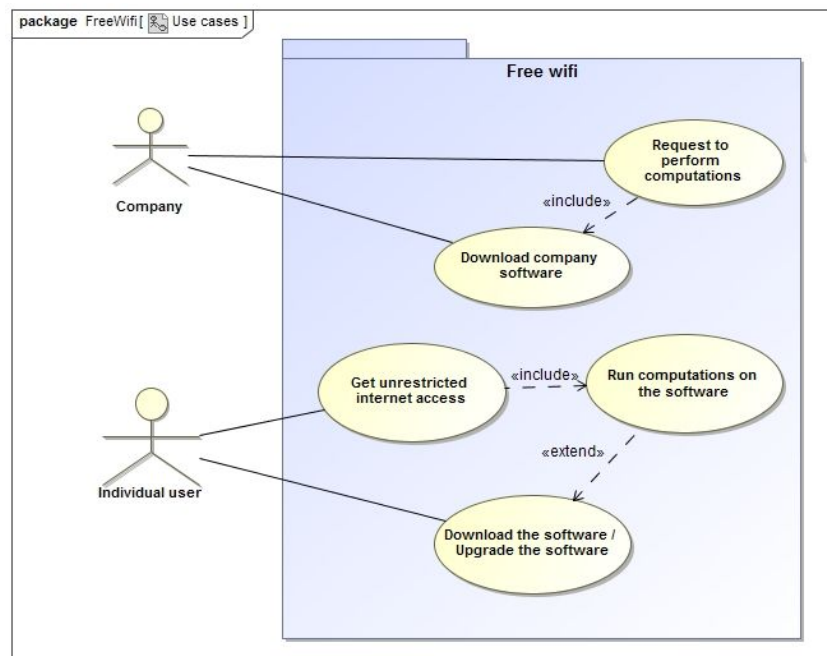 package FreeWifi[ Use cases ]
Free wifi
Request to
perform
computations
Company
«include»
Download company
software
Get unrestricted
internet access
«include»
Run computations on
the software
«extend»
Individual user
Download the software /
Upgrade the software